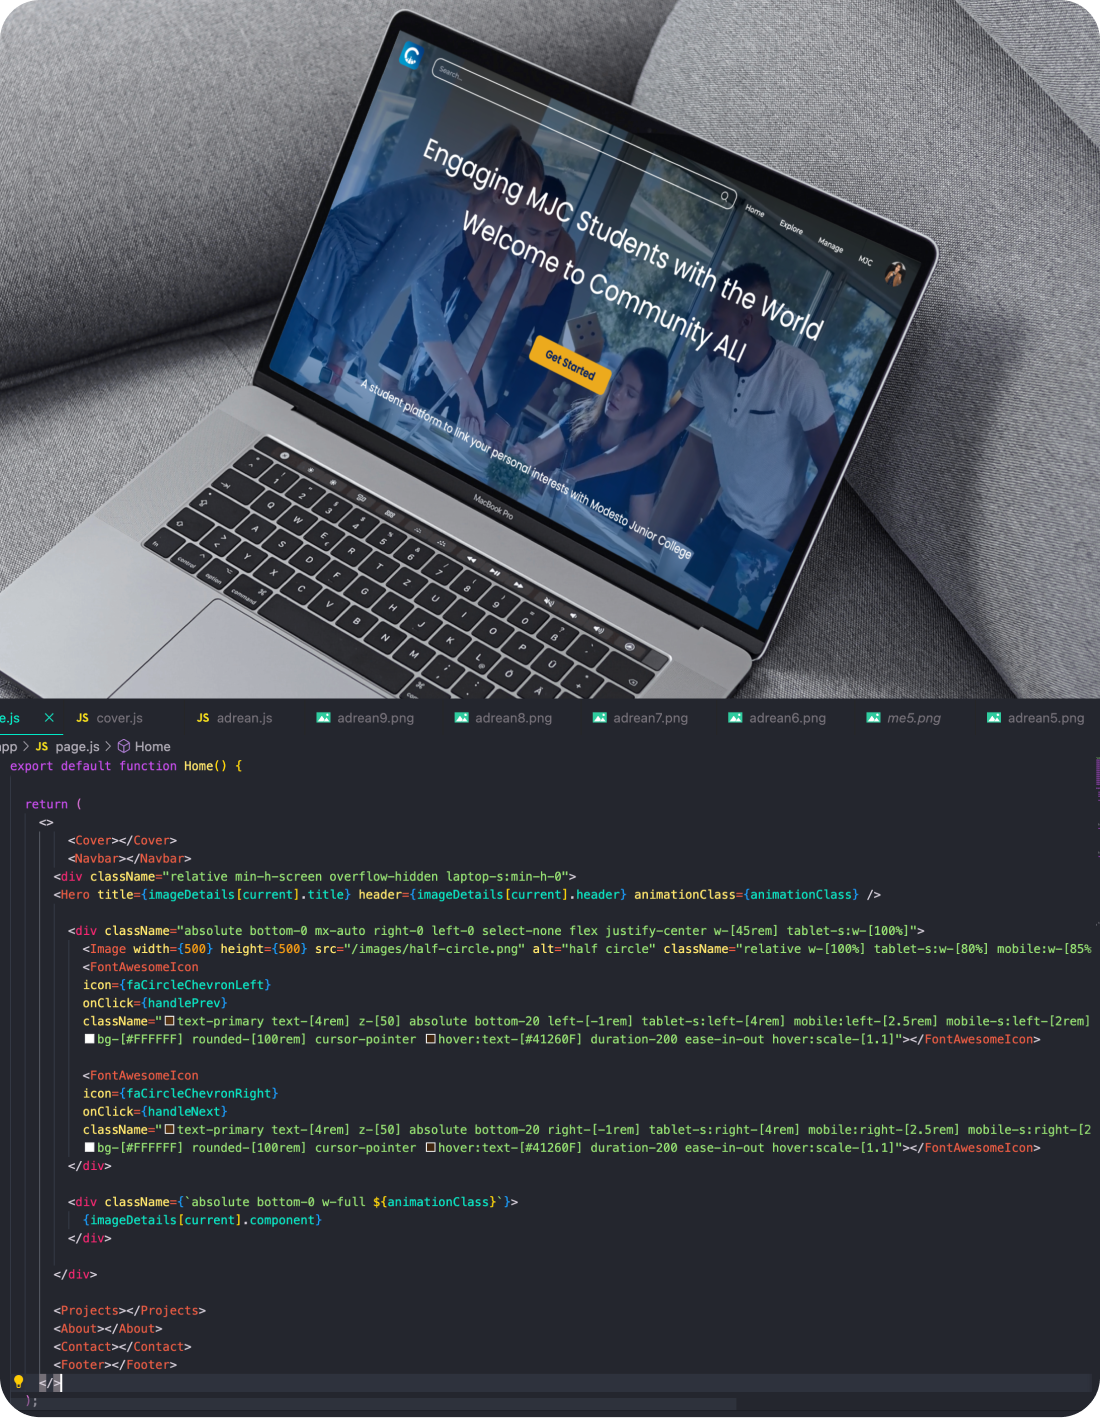 C
Search...
Home Explore Manage MJC
Engaging MJC Students with the World
Welcome to Community ALI
Get Started
A student platform to link your personal interests with Modesto Junior College
MacBook Pro
e.js × JS cover.js JS adrean.js adrean9.png adrean8.png adrean7.png adrean6.png me5.png adrean5.png
app > JS page.js > Home
export default function Home() {
return (
<>
<Cover></Cover>
<Navbar></Navbar>
<div className="relative min-h-screen overflow-hidden laptop-s:min-h-0">
<Hero title={imageDetails[current].title} header={imageDetails[current].header} animationClass={animationClass} />
<div className="absolute bottom-0 mx-auto right-0 left-0 select-none flex justify-center w-[45rem] tablet-s:w-[100%]">
<Image width={500} height={500} src="/images/half-circle.png" alt="half circle" className="relative w-[100%] tablet-s:w-[80%] mobile:w-[85%
<FontAwesomeIcon
icon={faCircleChevronLeft}
onClick={handlePrev}
className="text-primary text-[4rem] z-[50] absolute bottom-20 left-[-1rem] tablet-s:left-[4rem] mobile:left-[2.5rem] mobile-s:left-[2rem]
bg-[#FFFFFF] rounded-[100rem] cursor-pointer hover:text-[#41260F] duration-200 ease-in-out hover:scale-[1.1]"></FontAwesomeIcon>
<FontAwesomeIcon
icon={faCircleChevronRight}
onClick={handleNext}
className="text-primary text-[4rem] z-[50] absolute bottom-20 right-[-1rem] tablet-s:right-[4rem] mobile:right-[2.5rem] mobile-s:right-[2
bg-[#FFFFFF] rounded-[100rem] cursor-pointer hover:text-[#41260F] duration-200 ease-in-out hover:scale-[1.1]"></FontAwesomeIcon>
</div>
<div className={`absolute bottom-0 w-full ${animationClass}`}>
{imageDetails[current].component}
</div>
</div>
<Projects></Projects>
<About></About>
<Contact></Contact>
<Footer></Footer>
</>
);